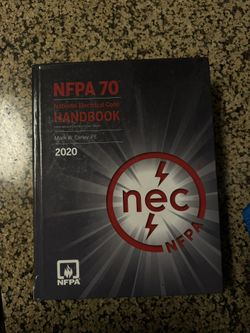 NFPA 70
National Electrical Code
HANDBOOK
2020
nec
NFPA
NFPA